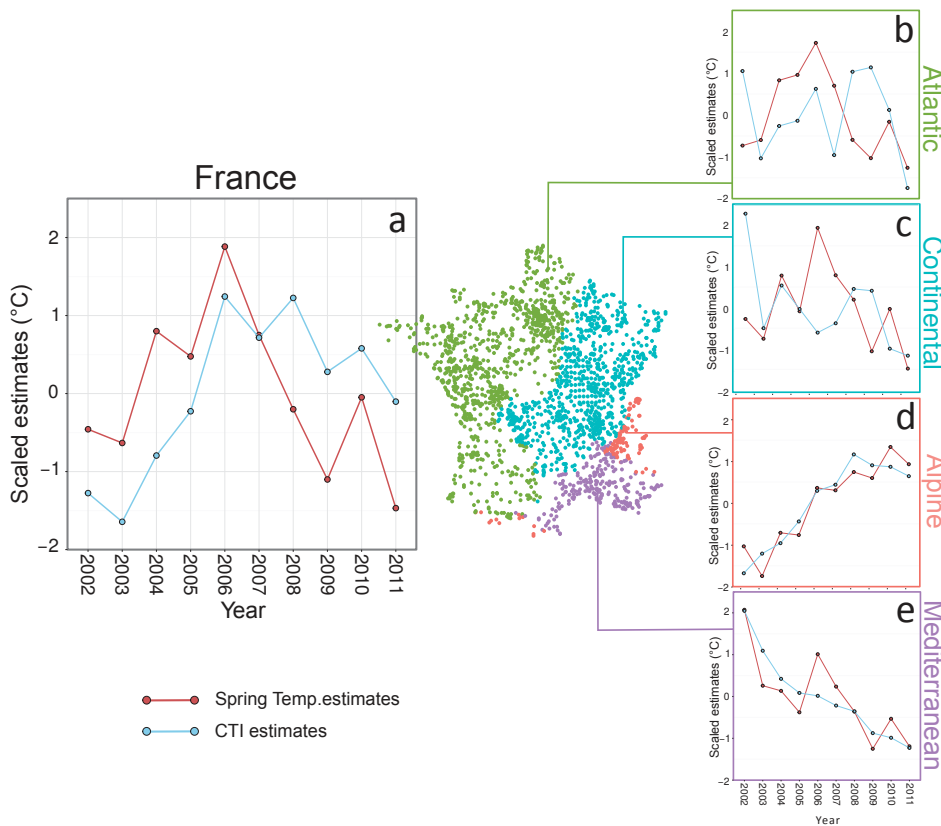 France
a
Scaled estimates (°C)
2
1
0
−1
−2
2002
2003
2004
2005
2006
2007
2008
2009
2010
2011
Year
Spring Temp.estimates
CTI estimates
b
Atlantic
Scaled estimates (°C)
2
1
0
−1
−2
c
Continental
Scaled estimates (°C)
2
1
0
−1
−2
d
Alpine
Scaled estimates (°C)
2
1
0
−1
−2
e
Mediterranean
Scaled estimates (°C)
2
1
0
−1
−2
2002
2003
2004
2005
2006
2007
2008
2009
2010
2011
Year